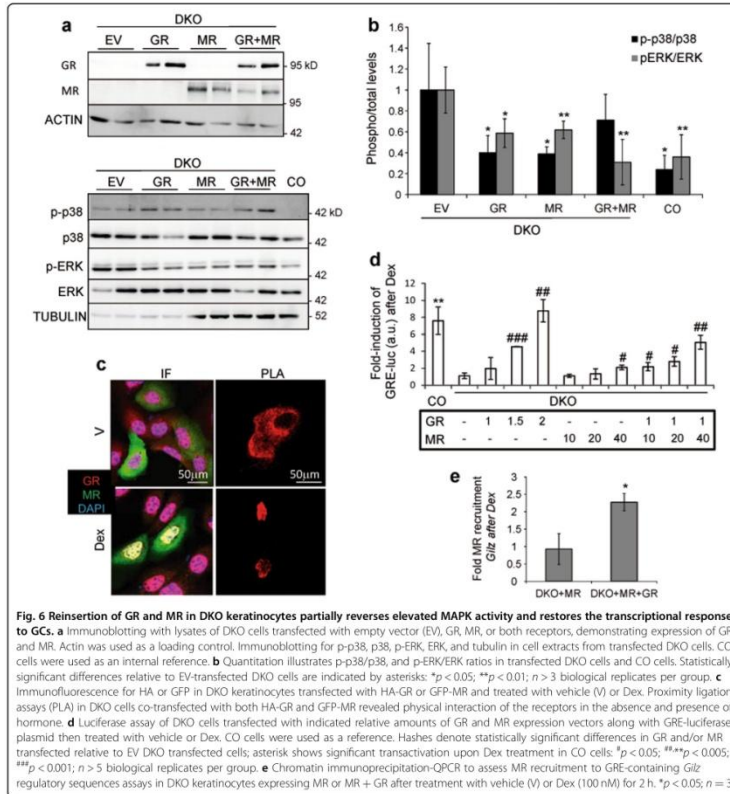 a
DKO
EV GR MR GR+MR
GR
95 kD
MR
95
ACTIN
42
DKO
EV GR MR GR+MR CO
p-p38
42 kD
p38
42
p-ERK
42
ERK
42
TUBULIN
52
b
Phospho/total levels
1.6
1.4
1.2
1
0.8
0.6
0.4
0.2
0
p-p38/p38
pERK/ERK
* * * ** ** * **
EV GR MR GR+MR CO
DKO
c
IF PLA
V
50µm 50µm
GR
MR
DAPI
Dex
d
Fold-induction of
GRE-luc (a.u.) after Dex
12
10
8
6
4
2
0
** ### ## # # # ##
CO DKO
GR - - 1 1.5 2 - - - 1 1 1
MR - - - - - 10 20 40 10 20 40
e
Fold MR recruitment
Gilz after Dex
3
2.5
2
1.5
1
0.5
0
*
DKO+MR DKO+MR+GR
Fig. 6 Reinsertion of GR and MR in DKO keratinocytes partially reverses elevated MAPK activity and restores the transcriptional response
to GCs. a Immunoblotting with lysates of DKO cells transfected with empty vector (EV), GR, MR, or both receptors, demonstrating expression of GR
and MR. Actin was used as a loading control. Immunoblotting for p-p38, p38, p-ERK, ERK, and tubulin in cell extracts from transfected DKO cells. CO
cells were used as an internal reference. b Quantitation illustrates p-p38/p38, and p-ERK/ERK ratios in transfected DKO cells and CO cells. Statistically
significant differences relative to EV-transfected DKO cells are indicated by asterisks: *p < 0.05; **p < 0.01; n > 3 biological replicates per group. c
Immunofluorescence for HA or GFP in DKO keratinocytes transfected with HA-GR or GFP-MR and treated with vehicle (V) or Dex. Proximity ligation
assays (PLA) in DKO cells co-transfected with both HA-GR and GFP-MR revealed physical interaction of the receptors in the absence and presence of
hormone. d Luciferase assay of DKO cells transfected with indicated relative amounts of GR and MR expression vectors along with GRE-luciferase
plasmid then treated with vehicle or Dex. CO cells were used as a reference. Hashes denote statistically significant differences in GR and/or MR
transfected relative to EV DKO transfected cells; asterisk shows significant transactivation upon Dex treatment in CO cells: #p < 0.05; ##,**p < 0.005;
###p < 0.001; n > 5 biological replicates per group. e Chromatin immunoprecipitation-QPCR to assess MR recruitment to GRE-containing Gilz
regulatory sequences assays in DKO keratinocytes expressing MR or MR + GR after treatment with vehicle (V) or Dex (100 nM) for 2 h. *p < 0.05; n = 3